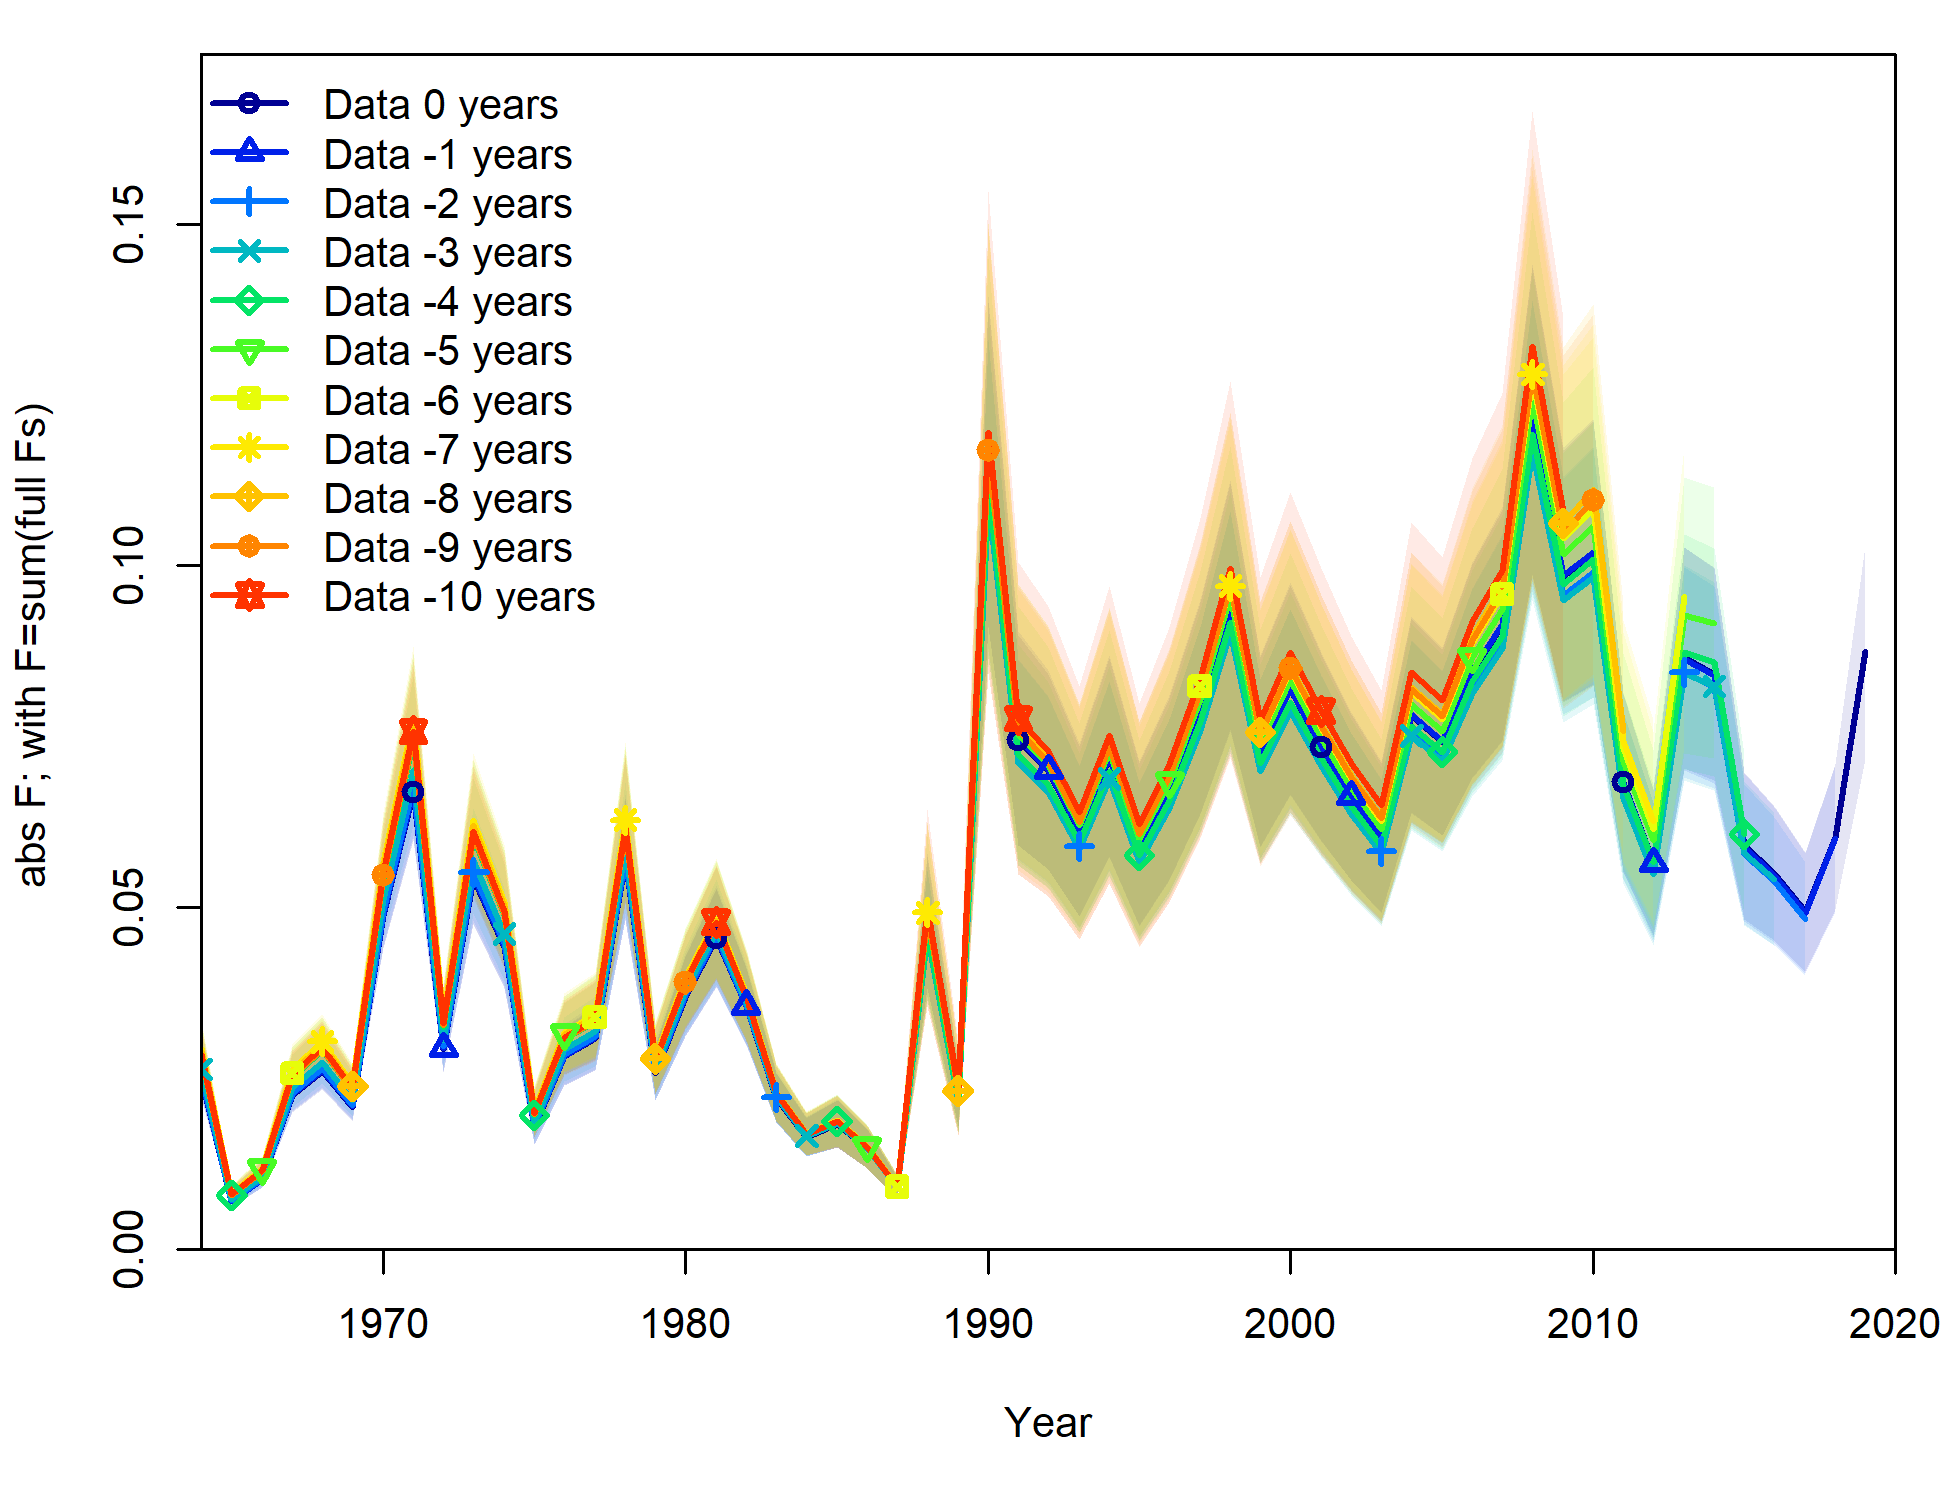 Data 0 years
Data -1 years
Data -2 years
Data -3 years
Data -4 years
Data -5 years
Data -6 years
Data -7 years
Data -8 years
Data -9 years
Data -10 years
abs F; with F=sum(full Fs)
0.15
0.10
0.05
0.00
1970 1980 1990 2000 2010 2020
Year